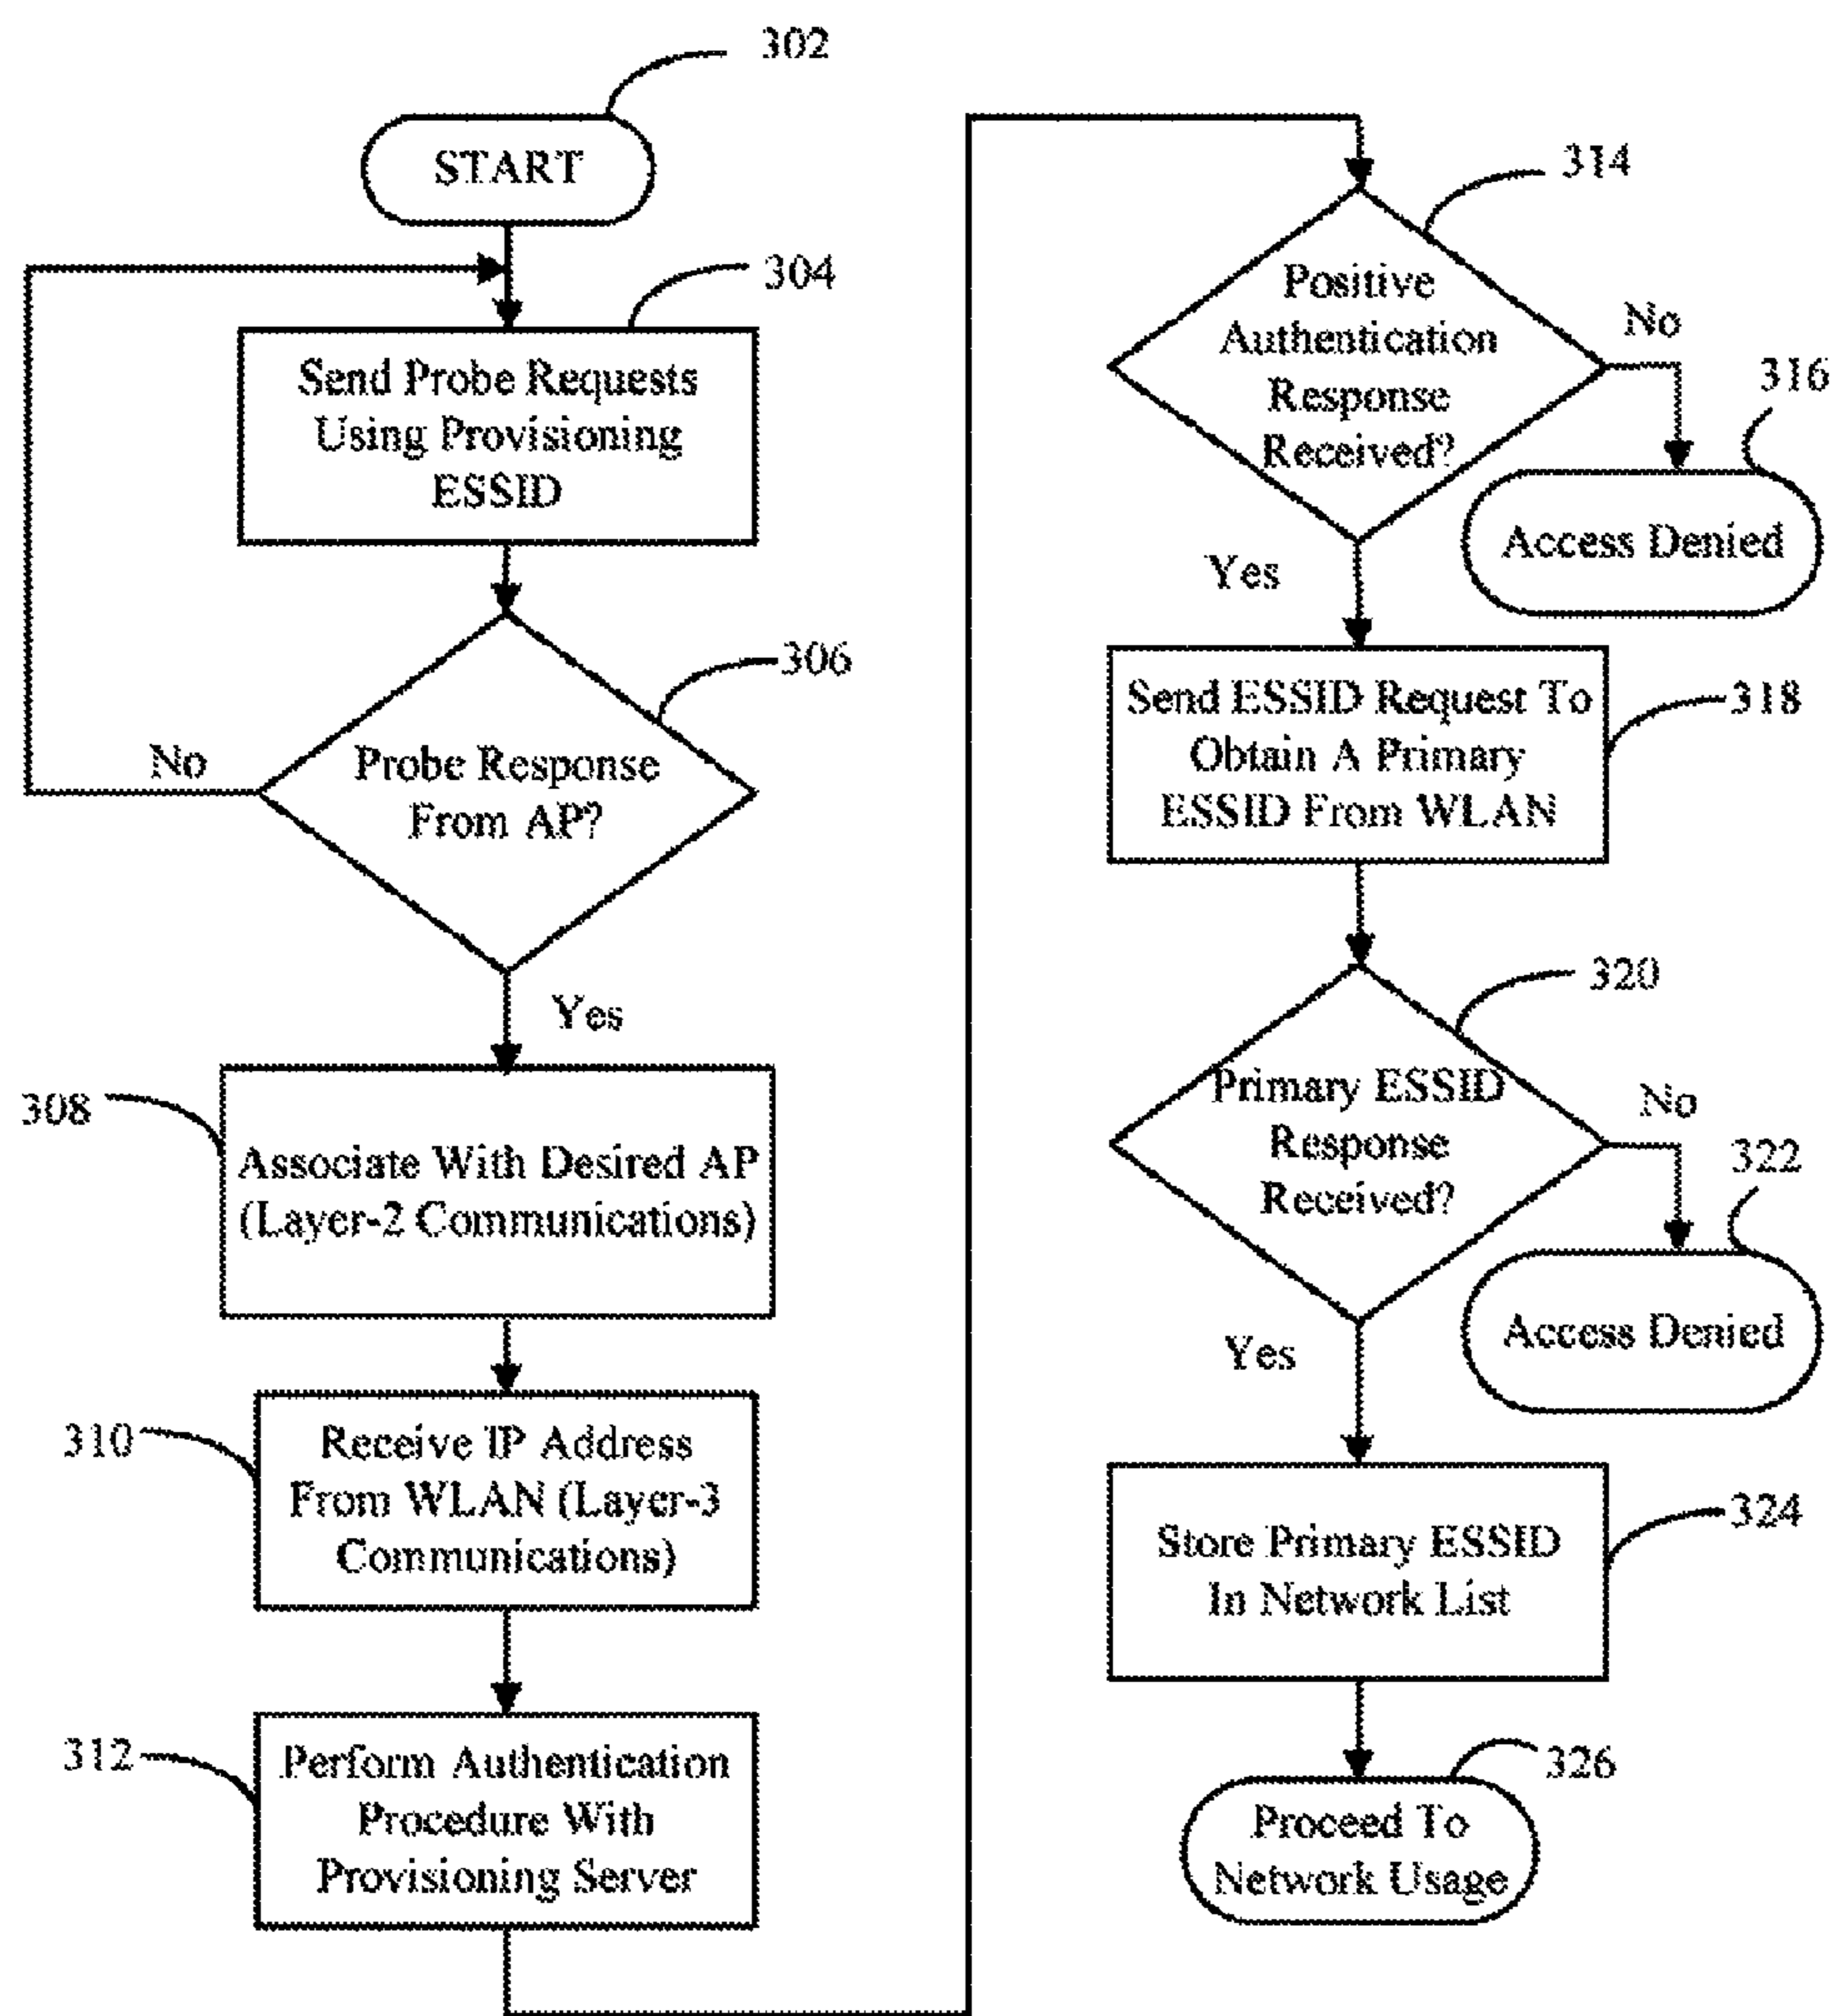 302
START
304
Send Probe Requests
Using Provisioning
ESSID
306
No
Probe Response
From AP?
Yes
308
Associate With Desired AP
(Layer-2 Communications)
310
Receive IP Address
From WLAN (Layer-3
Communications)
312
Perform Authentication
Procedure With
Provisioning Server
314
Positive
Authentication
Response
Received?
No
316
Access Denied
Yes
Send ESSID Request To
Obtain A Primary
ESSID From WLAN
318
320
Primary ESSID
Response
Received?
No
322
Access Denied
Yes
324
Store Primary ESSID
In Network List
326
Proceed To
Network Usage